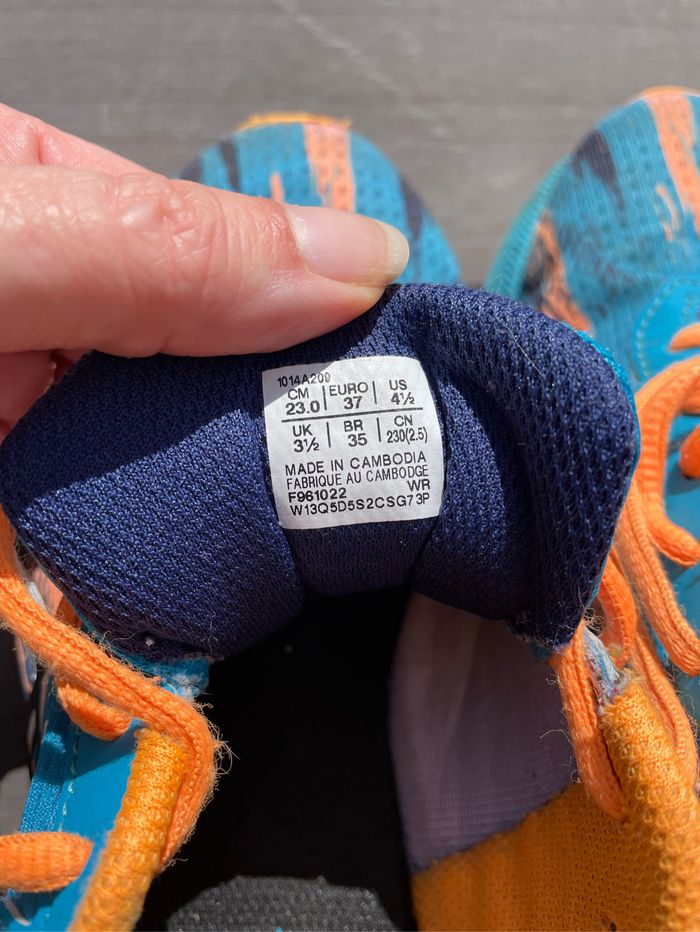 1014A209
CM | EURO | US
23.0 | 37 | 4½
UK | BR | CN
3½ | 35 | 230(2.5)
MADE IN CAMBODIA
FABRIQUE AU CAMBODGE
F961022 WR
W13Q5D5S2CSG73P